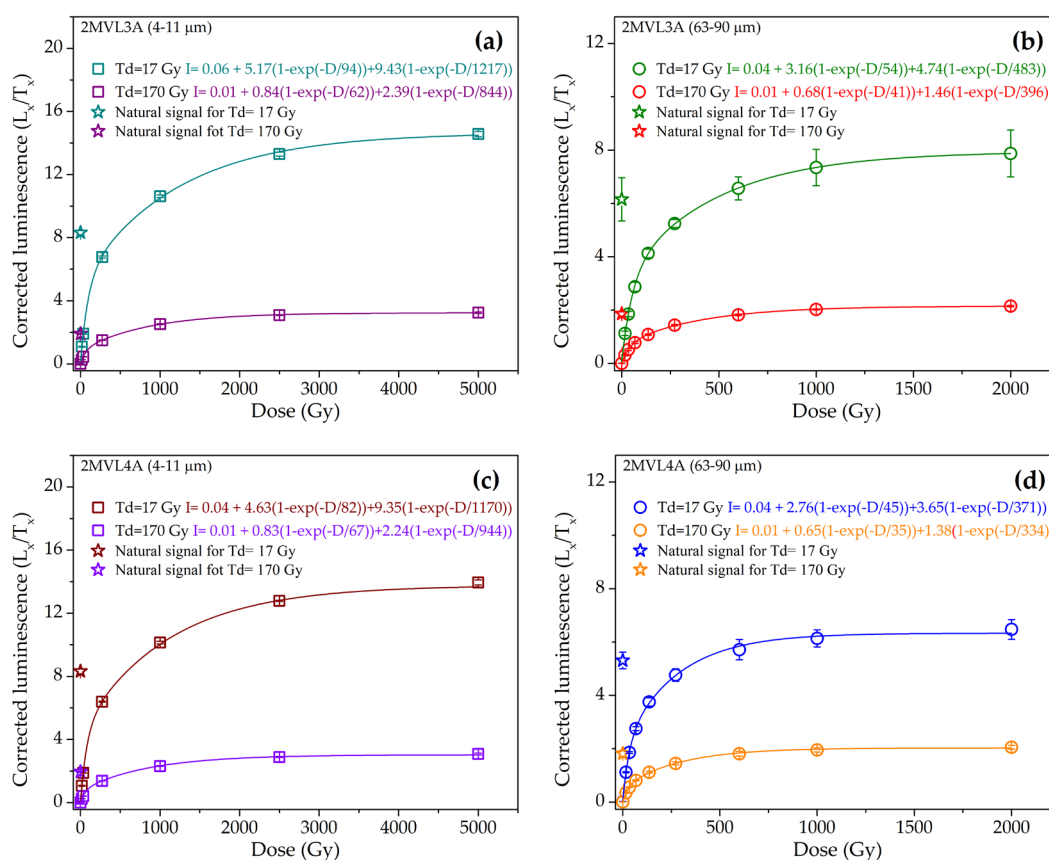 2MVL3A (4-11 μm)
(a)
Td=17 Gy I= 0.06 + 5.17(1-exp(-D/94))+9.43(1-exp(-D/1217))
Td=170 Gy I= 0.01 + 0.84(1-exp(-D/62))+2.39(1-exp(-D/844))
Natural signal for Td= 17 Gy
Natural signal fot Td= 170 Gy
Corrected luminescence (Lx/Tx)
20
16
12
8
4
0
0 1000 2000 3000 4000 5000
Dose (Gy)
2MVL3A (63-90 μm)
(b)
Td=17 Gy I= 0.04 + 3.16(1-exp(-D/54))+4.74(1-exp(-D/483))
Td=170 Gy I= 0.01 + 0.68(1-exp(-D/41))+1.46(1-exp(-D/396))
Natural signal for Td= 17 Gy
Natural signal for Td= 170 Gy
Corrected luminescence (Lx/Tx)
12
8
4
0
0 500 1000 1500 2000
Dose (Gy)
2MVL4A (4-11 μm)
(c)
Td=17 Gy I= 0.04 + 4.63(1-exp(-D/82))+9.35(1-exp(-D/1170))
Td=170 Gy I= 0.01 + 0.83(1-exp(-D/67))+2.24(1-exp(-D/944))
Natural signal for Td= 17 Gy
Natural signal fot Td= 170 Gy
Corrected luminescence (Lx/Tx)
20
16
12
8
4
0
0 1000 2000 3000 4000 5000
Dose (Gy)
2MVL4A (63-90 μm)
(d)
Td=17 Gy I= 0.04 + 2.76(1-exp(-D/45))+3.65(1-exp(-D/371))
Td=170 Gy I= 0.01 + 0.65(1-exp(-D/35))+1.38(1-exp(-D/334)
Natural signal for Td= 17 Gy
Natural signal for Td= 170 Gy
Corrected luminescence (Lx/Tx)
12
8
4
0
0 500 1000 1500 2000
Dose (Gy)